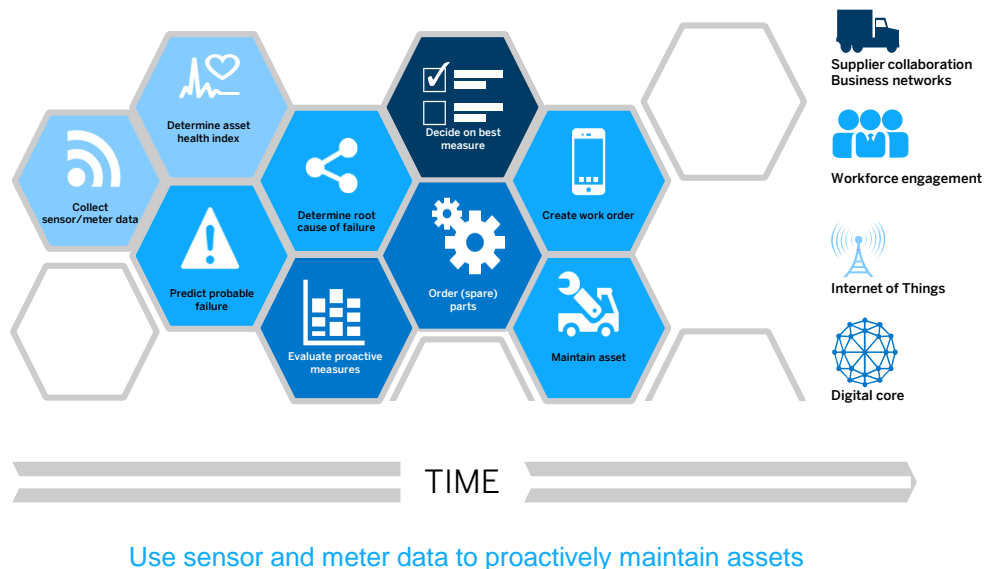 Collect
sensor/meter data
Determine asset
health index
Predict probable
failure
Determine root
cause of failure
Evaluate proactive
measures
Decide on best
measure
Order (spare)
parts
Create work order
Maintain asset
Supplier collaboration
Business networks
Workforce engagement
Internet of Things
Digital core
TIME
Use sensor and meter data to proactively maintain assets